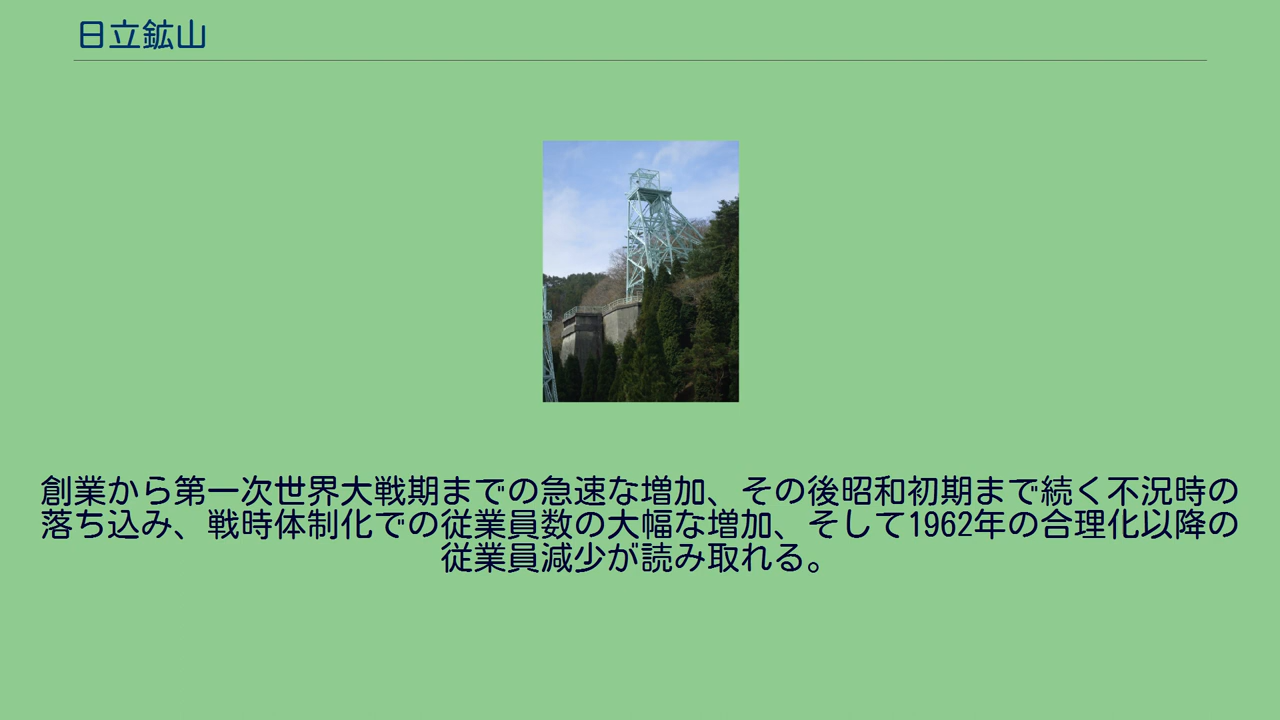 日立鉱山
創業から第一次世界大戦期までの急速な増加、その後昭和初期まで続く不況時の
落ち込み、戦時体制化での従業員数の大幅な増加、そして1962年の合理化以降の
従業員減少が読み取れる。